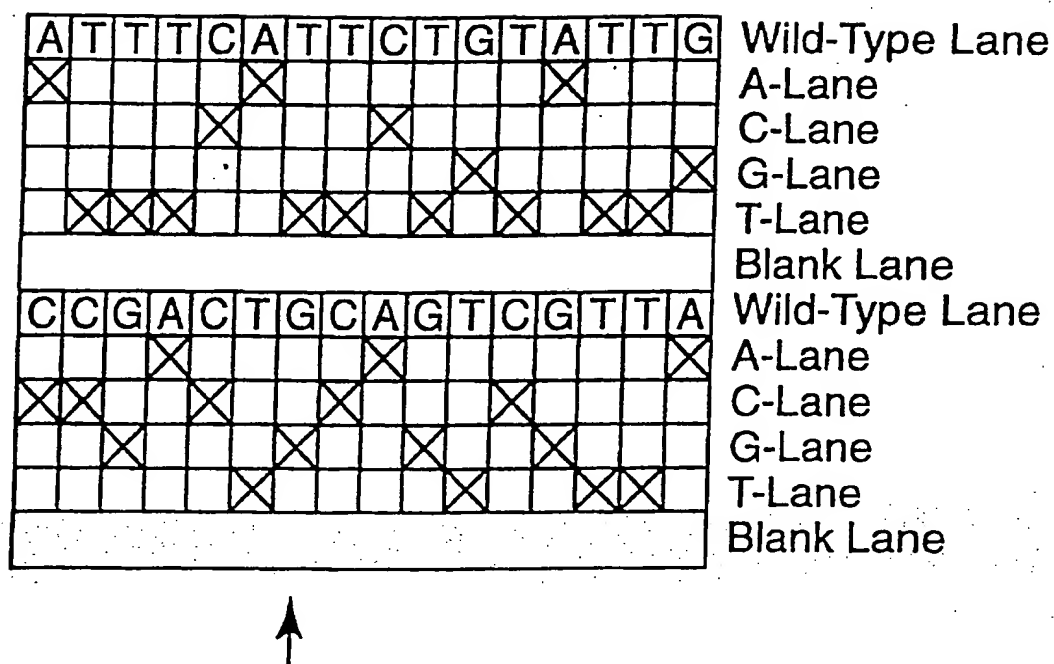 A T T T C A T T C T G T A T T G Wild-Type Lane
A-Lane
C-Lane
G-Lane
T-Lane
Blank Lane
C C G A C T G C A G T C G T T A Wild-Type Lane
A-Lane
C-Lane
G-Lane
T-Lane
Blank Lane